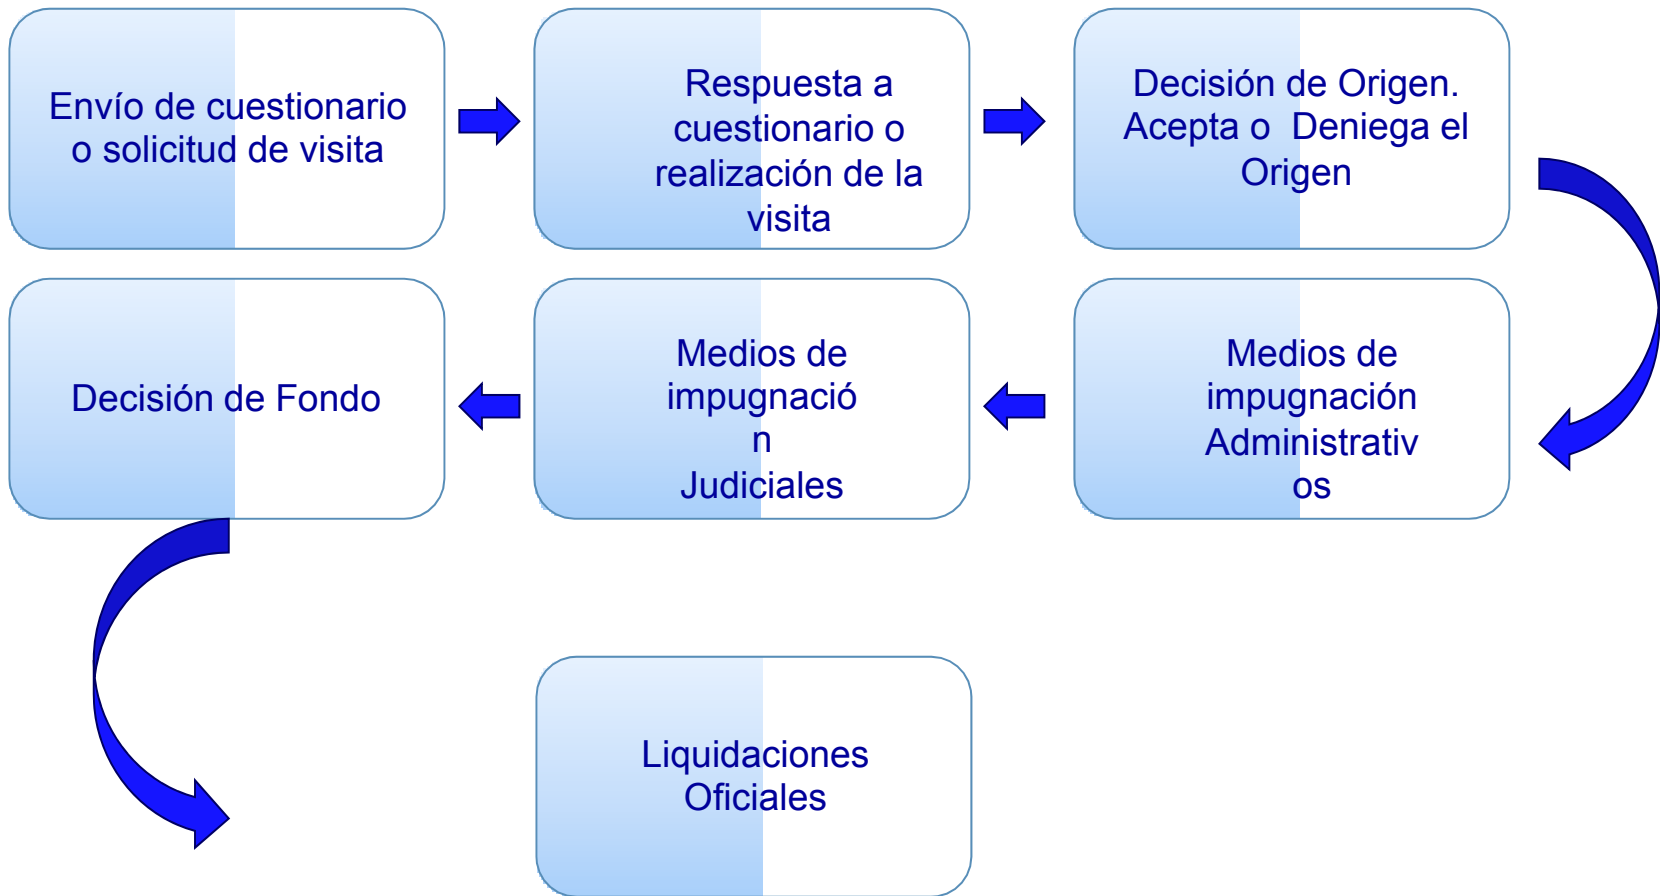 Envío de cuestionario
o solicitud de visita
Respuesta a
cuestionario o
realización de la
visita
Decisión de Origen.
Acepta o  Deniega el
Origen
Decisión de Fondo
Medios de
impugnació
n
Judiciales
Medios de
impugnación
Administrativ
os
Liquidaciones
Oficiales